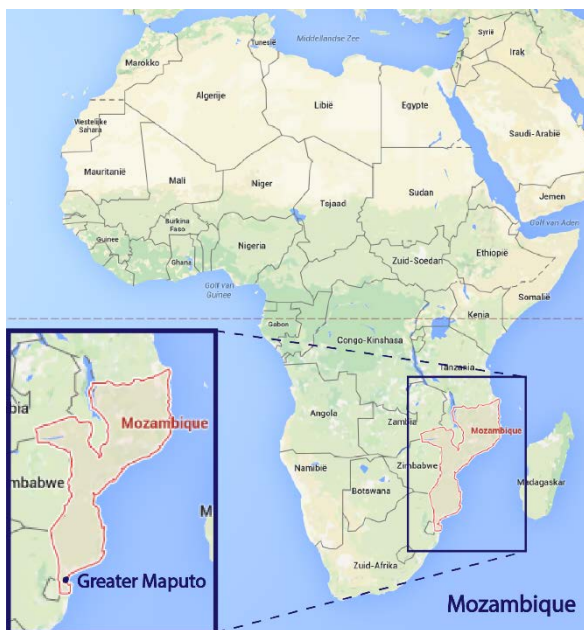 Middellandse Zee
Syrië
Tunesië
Irak
Marokko
Algerije
Libië
Egypte
Westelijke
Sahara
Saudi-Arabië
Mauritanië
Mali
Niger
Tsjaad
Sudan
Jemen
Golf van Aden
Burkina
Faso
Guinee
Ghana
Nigeria
Zuid-Soedan
Ethiopië
Somalië
Golf van
Guinee
Gabon
Congo-Kinshasa
Kenia
Tanzania
Angola
Zambia
Mozambique
Namibië
Zimbabwe
Botswana
Madagaskar
Zuid-Afrika
bia
Mozambique
mbabwe
M
Greater Maputo
Mozambique